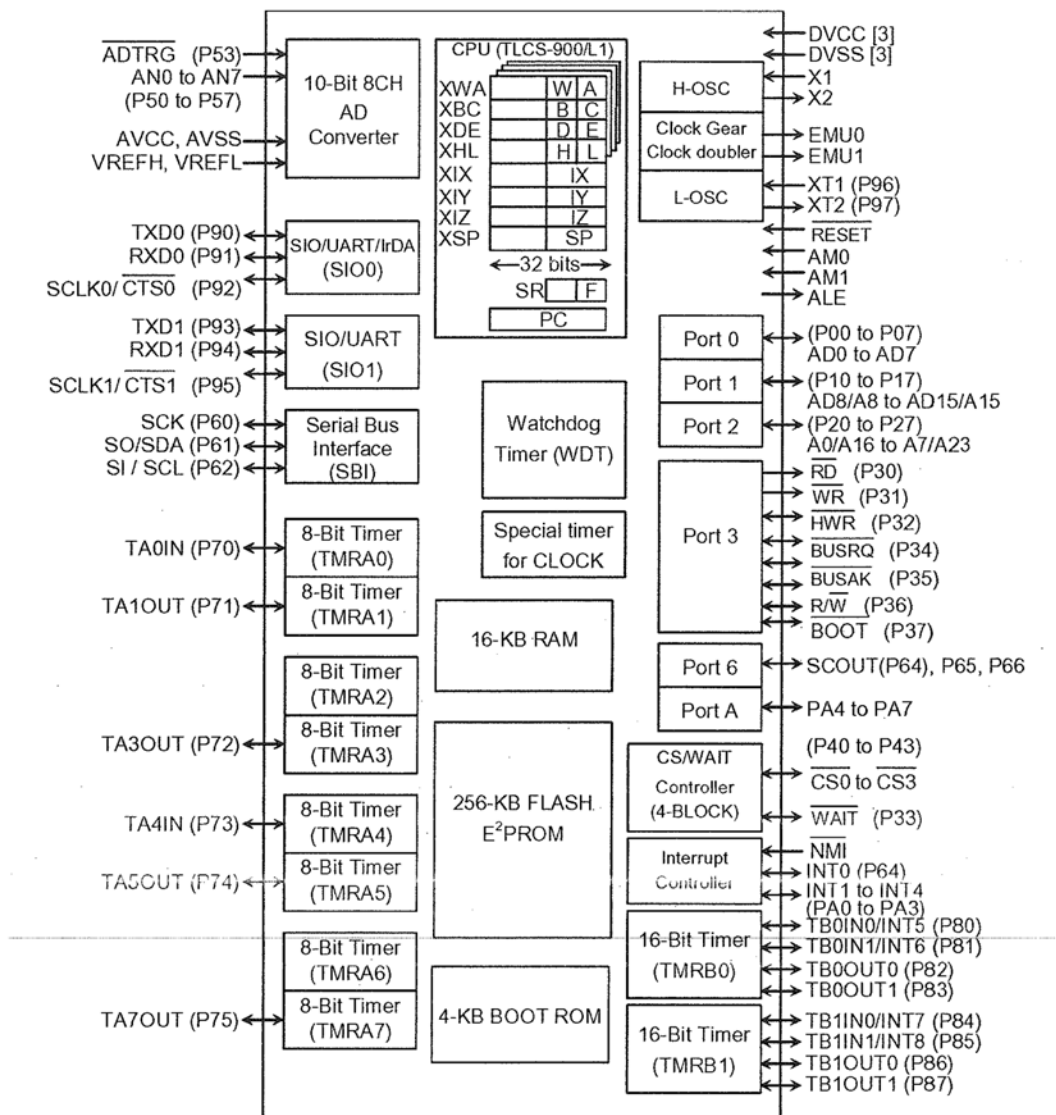 ADTRG (P53)
AN0 to AN7
(P50 to P57)
AVCC, AVSS
VREFH, VREFL
10-Bit 8CH
AD
Converter
TXD0 (P90)
RXD0 (P91)
SCLK0/ CTS0 (P92)
SIO/UART/IrDA
(SIO0)
TXD1 (P93)
RXD1 (P94)
SCLK1/ CTS1 (P95)
SIO/UART
(SIO1)
SCK (P60)
SO/SDA (P61)
SI / SCL (P62)
Serial Bus
Interface
(SBI)
TA0IN (P70)
8-Bit Timer
(TMRA0)
TA1OUT (P71)
8-Bit Timer
(TMRA1)
8-Bit Timer
(TMRA2)
TA3OUT (P72)
8-Bit Timer
(TMRA3)
TA4IN (P73)
8-Bit Timer
(TMRA4)
TA5OUT (P74)
8-Bit Timer
(TMRA5)
8-Bit Timer
(TMRA6)
TA7OUT (P75)
8-Bit Timer
(TMRA7)
CPU (TLCS-900/L1)
XWA W A
XBC B C
XDE D E
XHL H L
XIX IX
XIY IY
XIZ IZ
XSP SP
32 bits
SR F
PC
Watchdog
Timer (WDT)
Special timer
for CLOCK
16-KB RAM
256-KB FLASH
E²PROM
4-KB BOOT ROM
DVCC [3]
DVSS [3]
H-OSC
X1
X2
Clock Gear
Clock doubler
EMU0
EMU1
L-OSC
XT1 (P96)
XT2 (P97)
RESET
AM0
AM1
ALE
Port 0
(P00 to P07)
AD0 to AD7
Port 1
(P10 to P17)
AD8/A8 to AD15/A15
Port 2
(P20 to P27)
A0/A16 to A7/A23
Port 3
RD (P30)
WR (P31)
HWR (P32)
BUSRQ (P34)
BUSAK (P35)
R/W (P36)
BOOT (P37)
Port 6
SCOUT(P64), P65, P66
Port A
PA4 to PA7
CS/WAIT
Controller
(4-BLOCK)
(P40 to P43)
CS0 to CS3
WAIT (P33)
Interrupt
Controller
NMI
INT0 (P64)
INT1 to INT4
(PA0 to PA3)
16-Bit Timer
(TMRB0)
TB0IN0/INT5 (P80)
TB0IN1/INT6 (P81)
TB0OUT0 (P82)
TB0OUT1 (P83)
16-Bit Timer
(TMRB1)
TB1IN0/INT7 (P84)
TB1IN1/INT8 (P85)
TB1OUT0 (P86)
TB1OUT1 (P87)